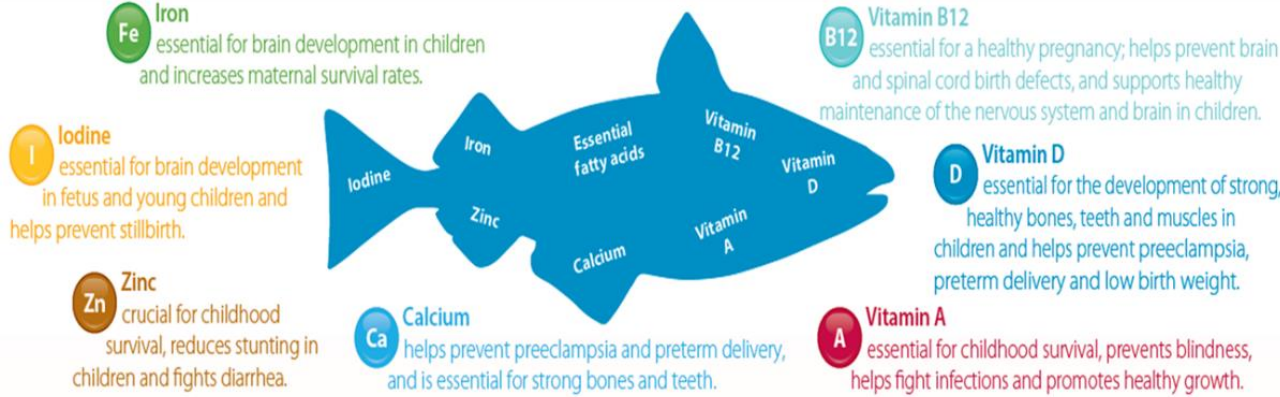 Fe
Iron
essential for brain development in children
and increases maternal survival rates.
I
Iodine
essential for brain development
in fetus and young children and
helps prevent stillbirth.
Zn
Zinc
crucial for childhood
survival, reduces stunting in
children and fights diarrhea.
Iodine
Iron
Zinc
Essential
fatty acids
Calcium
Vitamin
B12
Vitamin
D
Vitamin
A
Ca
Calcium
helps prevent preeclampsia and preterm delivery,
and is essential for strong bones and teeth.
B12
Vitamin B12
essential for a healthy pregnancy; helps prevent brain
and spinal cord birth defects, and supports healthy
maintenance of the nervous system and brain in children.
D
Vitamin D
essential for the development of strong,
healthy bones, teeth and muscles in
children and helps prevent preeclampsia,
preterm delivery and low birth weight.
A
Vitamin A
essential for childhood survival, prevents blindness,
helps fight infections and promotes healthy growth.